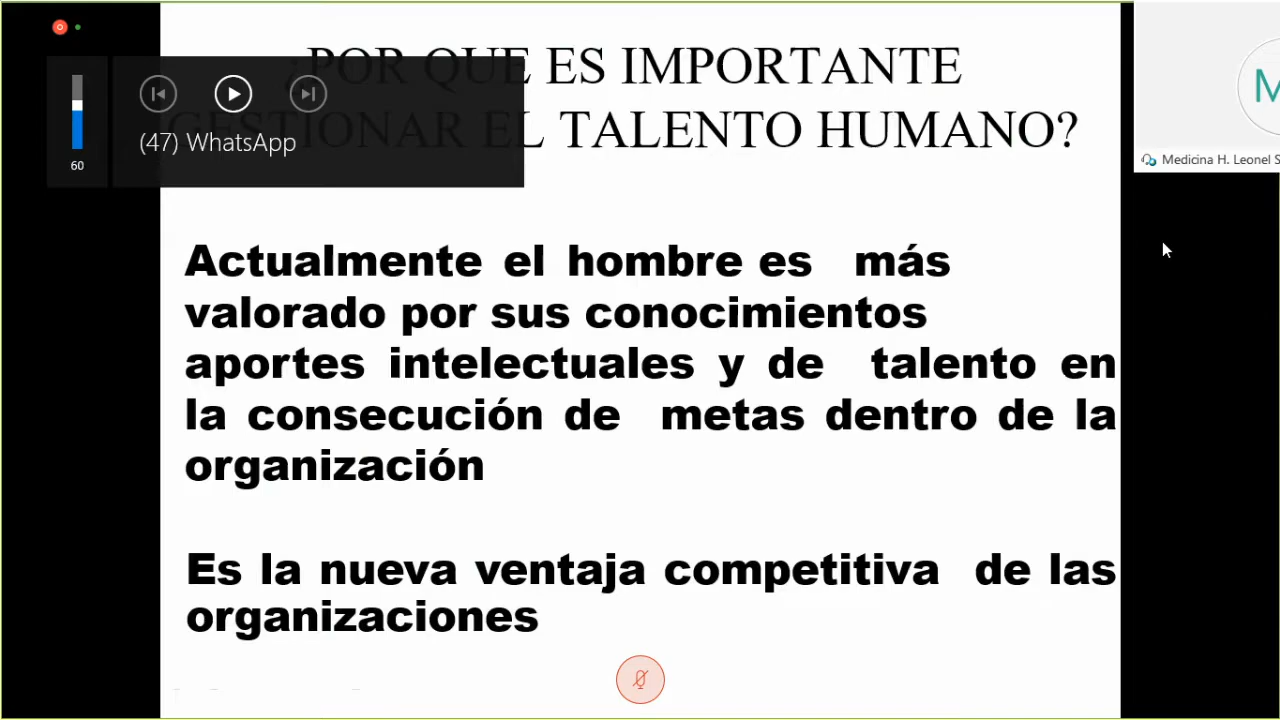 ¿POR QUE ES IMPORTANTE
GESTIONAR EL TALENTO HUMANO?
60
(47) WhatsApp
M
Medicina H. Leonel S
Actualmente el hombre es más
valorado por sus conocimientos
aportes intelectuales y de talento en
la consecución de metas dentro de la
organización
Es la nueva ventaja competitiva de las
organizaciones